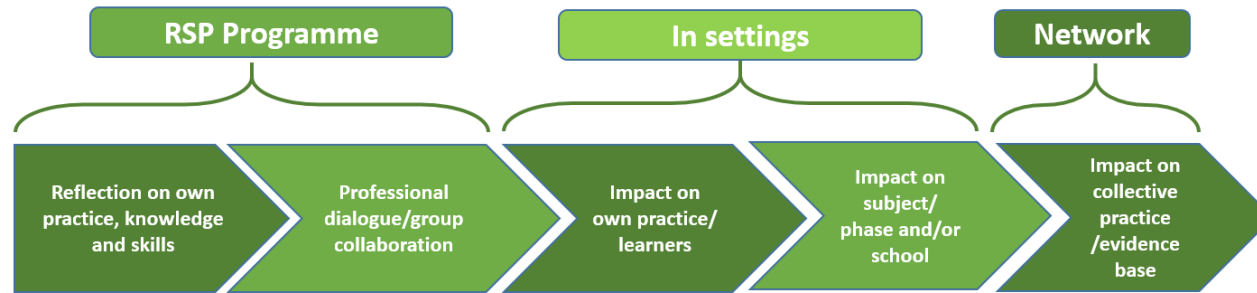 RSP Programme
In settings
Network
Reflection on own
practice, knowledge
and skills
Professional
dialogue/group
collaboration
Impact on
own practice/
learners
Impact on
subject/
phase and/or
school
Impact on
collective
practice
/evidence
base